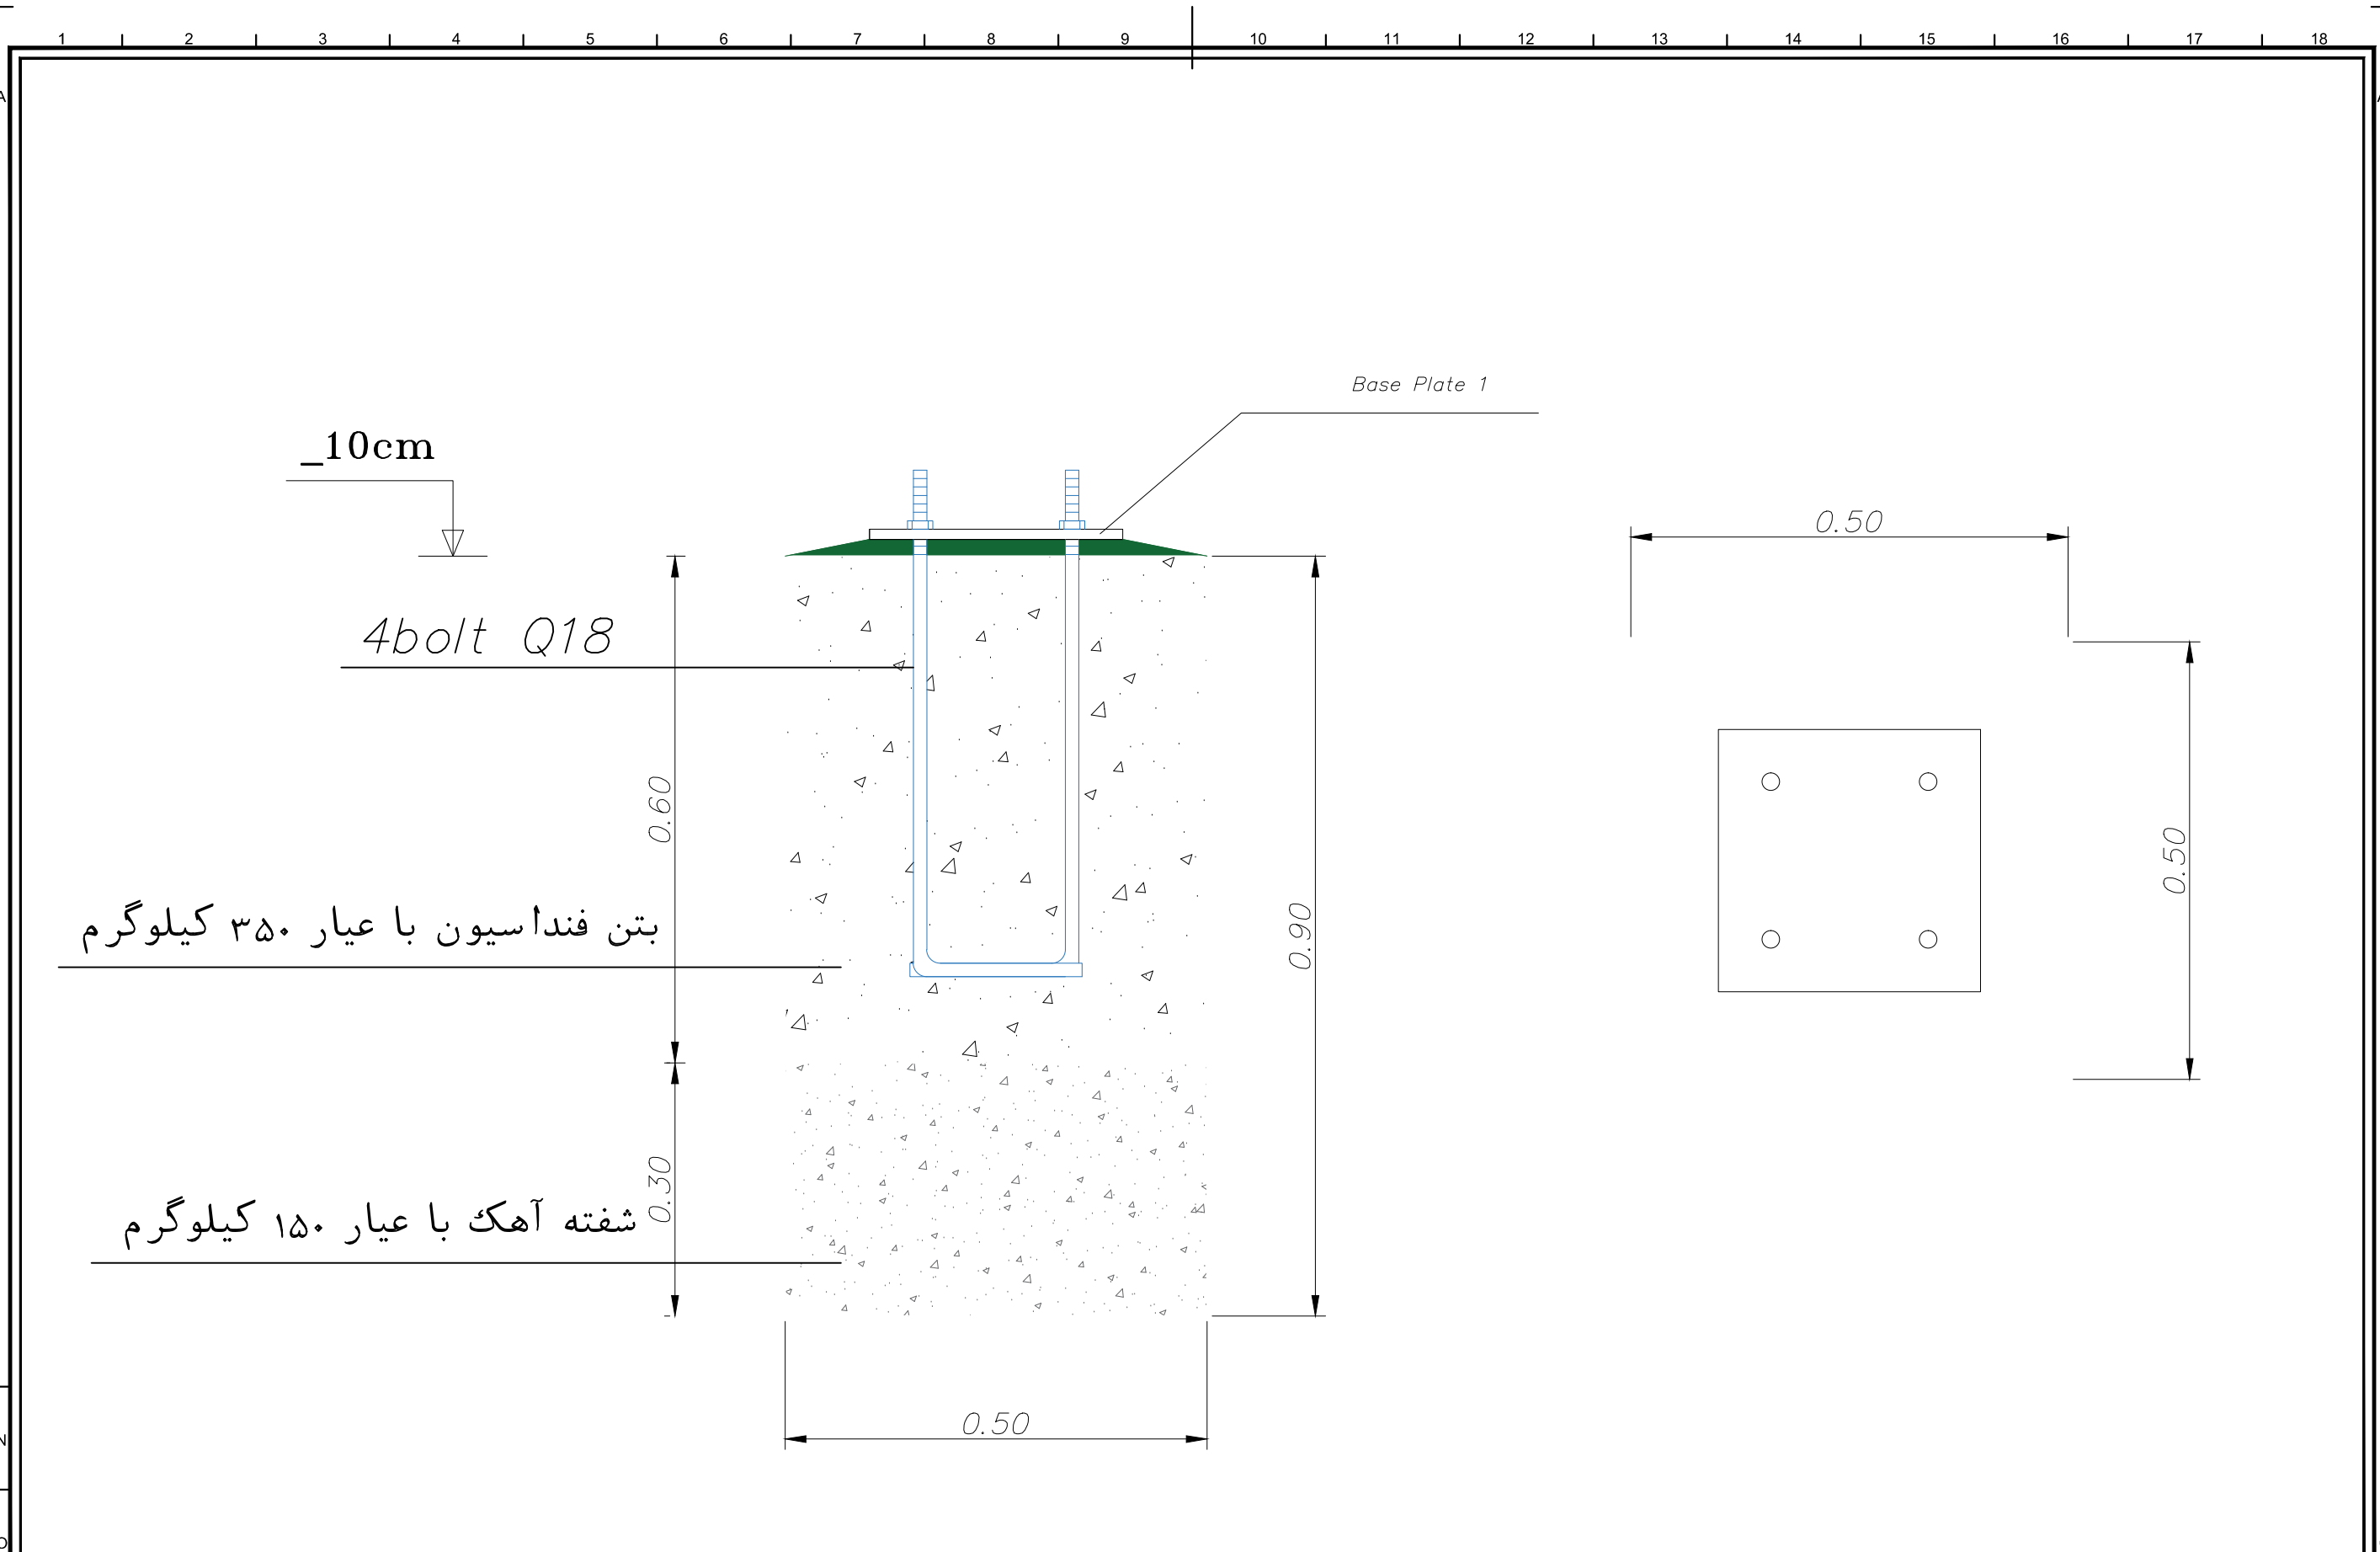 1 2 3 4 5 6 7 8 9 10 11 12 13 14 15 16 17 18
A
Base Plate 1
_10cm
0.50
4bolt Q18
0.60
0.50
بتن فنداسیون با عیار ۳۵۰ کیلوگرم
0.90
0.30
شفته آهک با عیار ۱۵۰ کیلوگرم
0.50
N